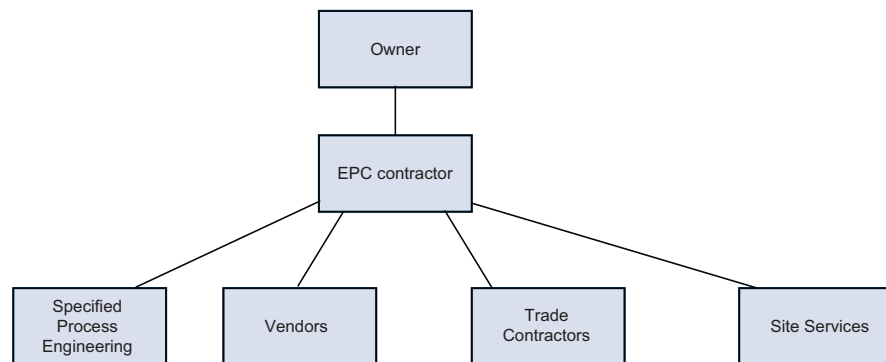 Owner
EPC contractor
Specified
Process
Engineering
Vendors
Trade
Contractors
Site Services